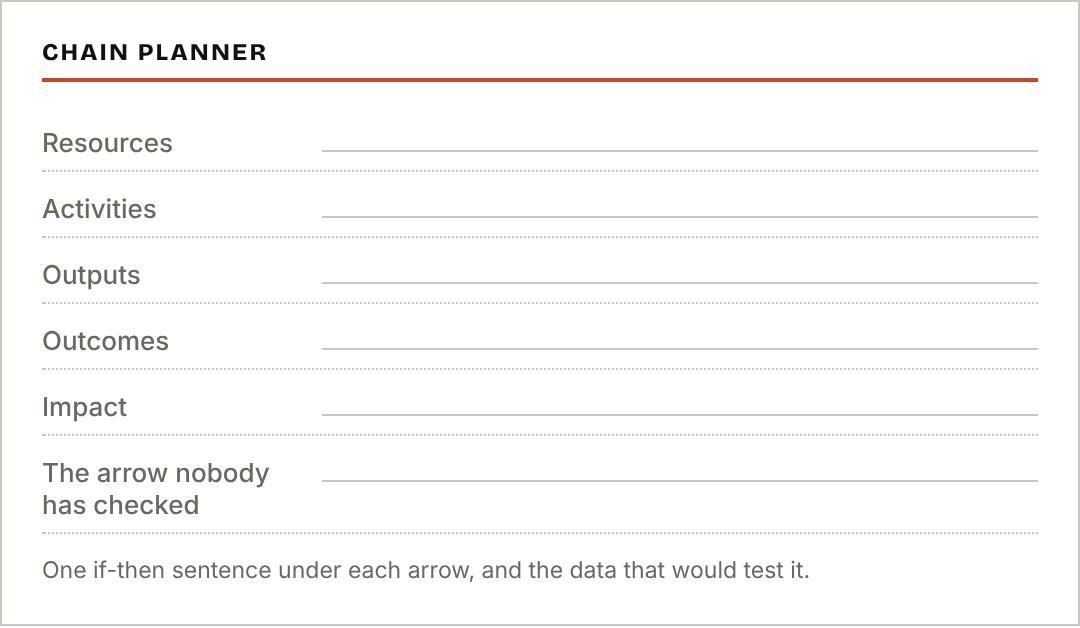 CHAIN PLANNER
Resources
Activities
Outputs
Outcomes
Impact
The arrow nobody
has checked
One if-then sentence under each arrow, and the data that would test it.